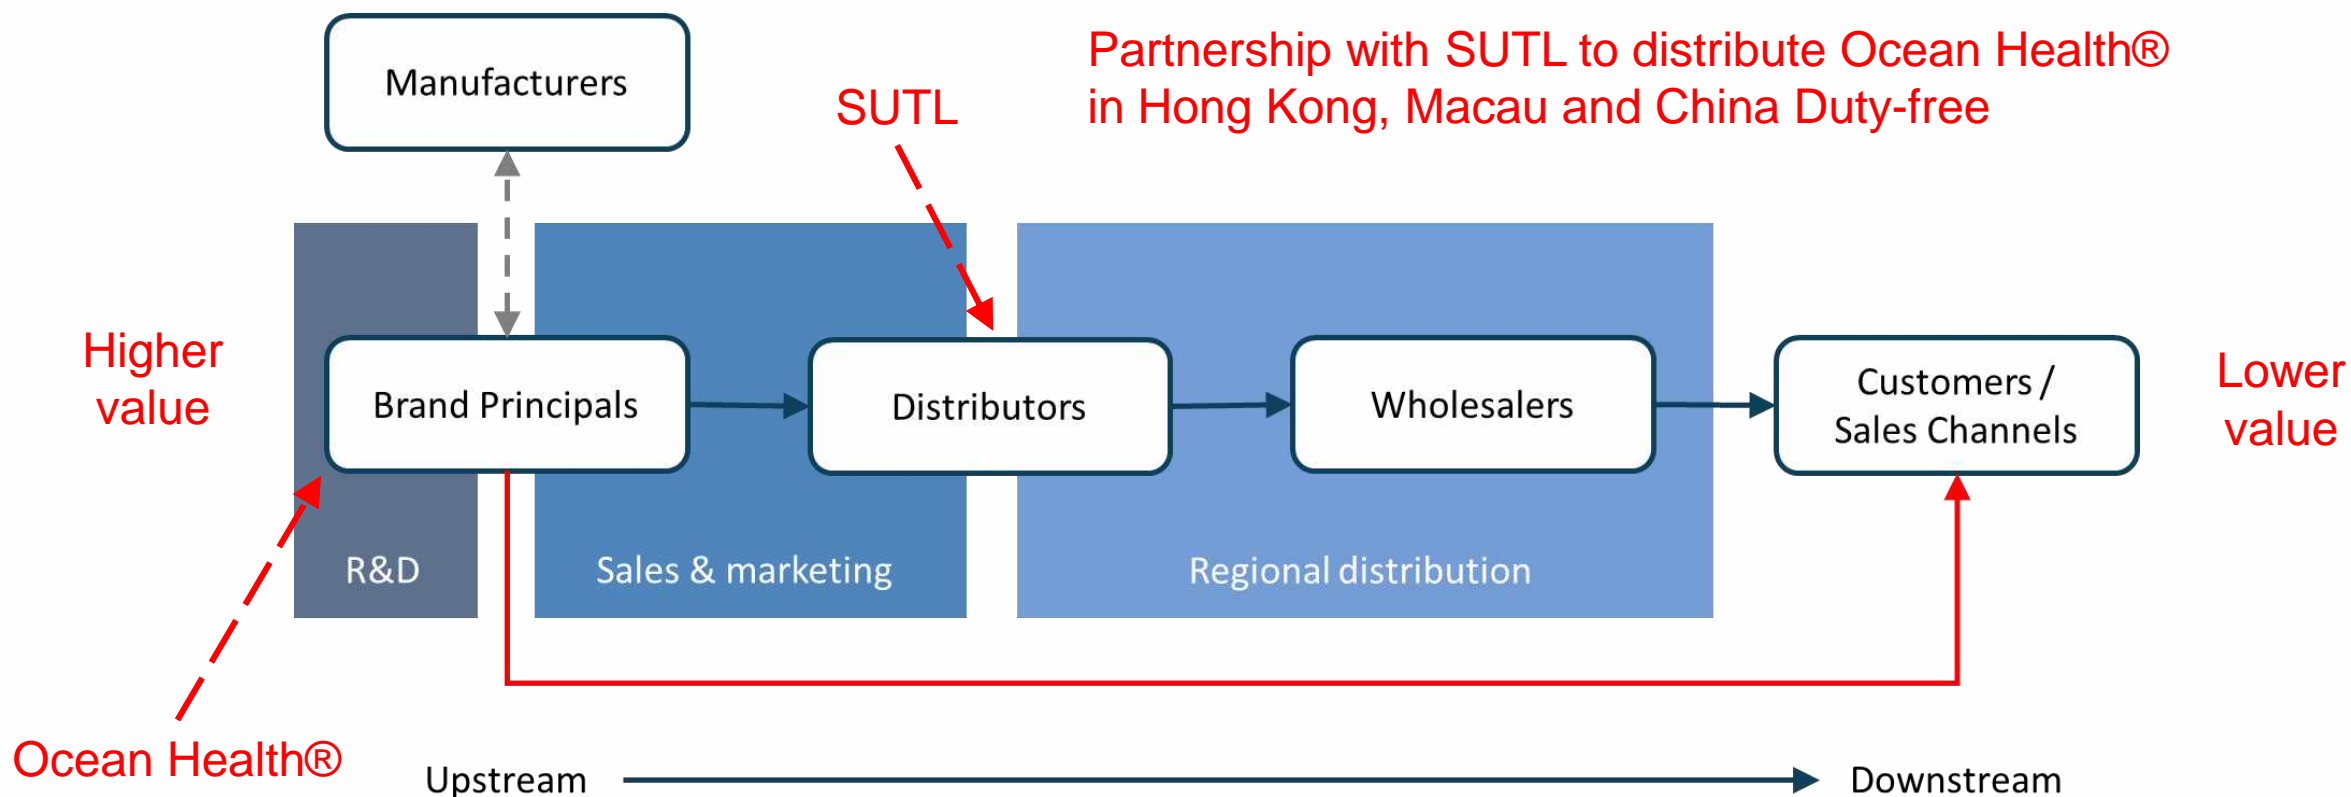 Manufacturers
Partnership with SUTL to distribute Ocean Health®
in Hong Kong, Macau and China Duty-free
SUTL
Higher
value
Brand Principals
Distributors
Wholesalers
Customers /
Sales Channels
Lower
value
R&D
Sales & marketing
Regional distribution
Ocean Health®
Upstream
Downstream